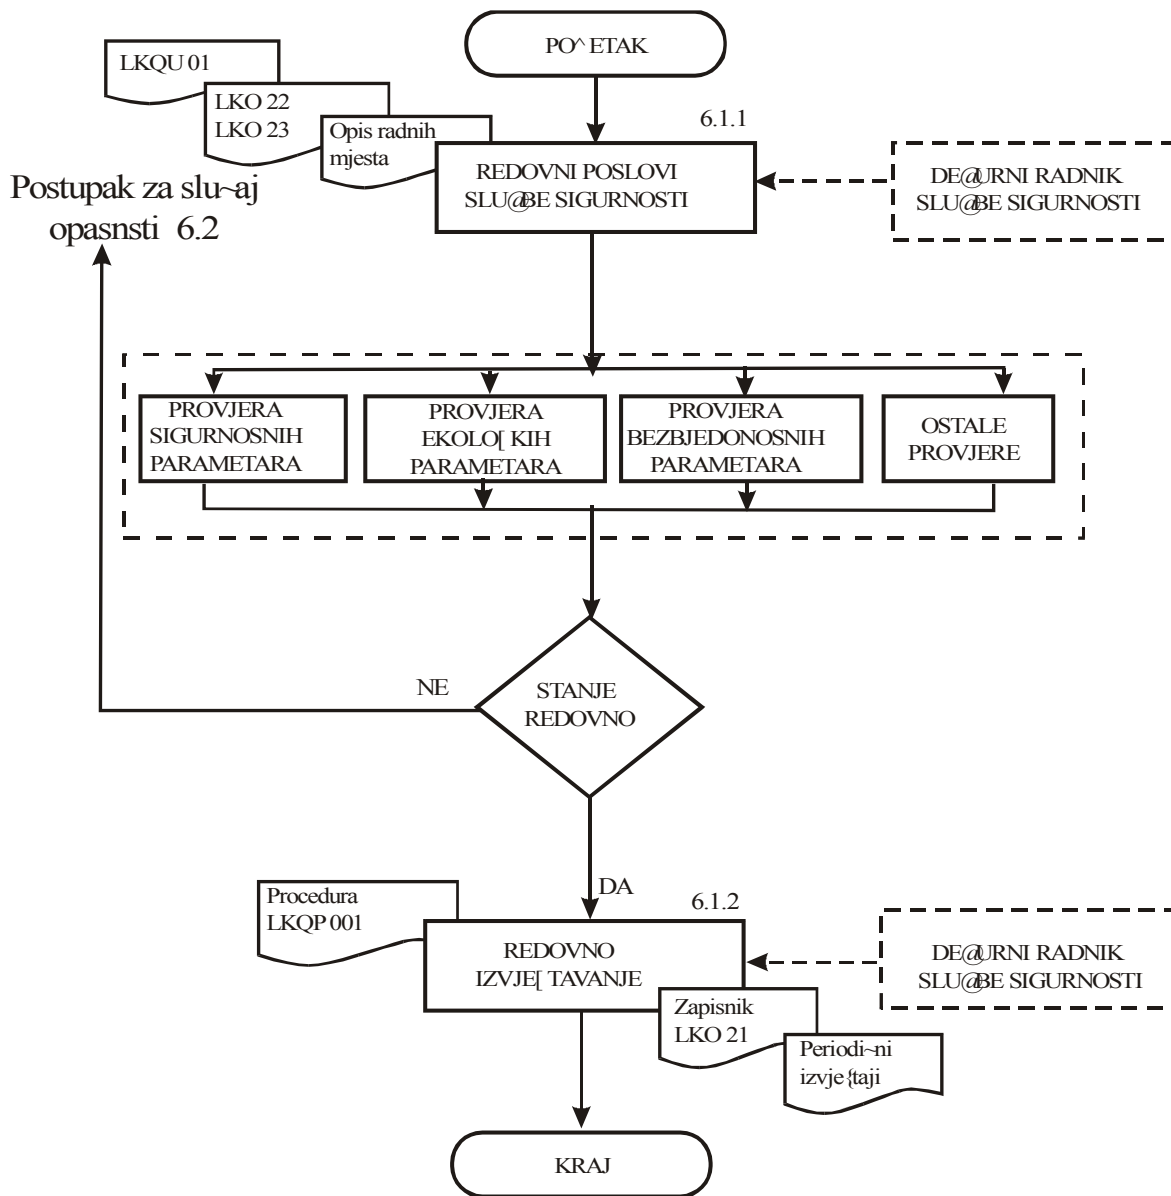 PO^ETAK
LKQU 01
LKO 22
LKO 23
Opis radnih
mjesta
6.1.1
REDOVNI POSLOVI
SLU@BE SIGURNOSTI
DE@URNI RADNIK
SLU@BE SIGURNOSTI
Postupak za slu~aj
opasnsti 6.2
PROVJERA
SIGURNOSNIH
PARAMETARA
PROVJERA
EKOLO[KIH
PARAMETARA
PROVJERA
BEZBJEDONOSNIH
PARAMETARA
OSTALE
PROVJERE
NE
STANJE
REDOVNO
DA
Procedura
LKQP 001
6.1.2
REDOVNO
IZVJE[TAVANJE
DE@URNI RADNIK
SLU@BE SIGURNOSTI
Zapisnik
LKO 21
Periodi~ni
izvje{taji
KRAJ